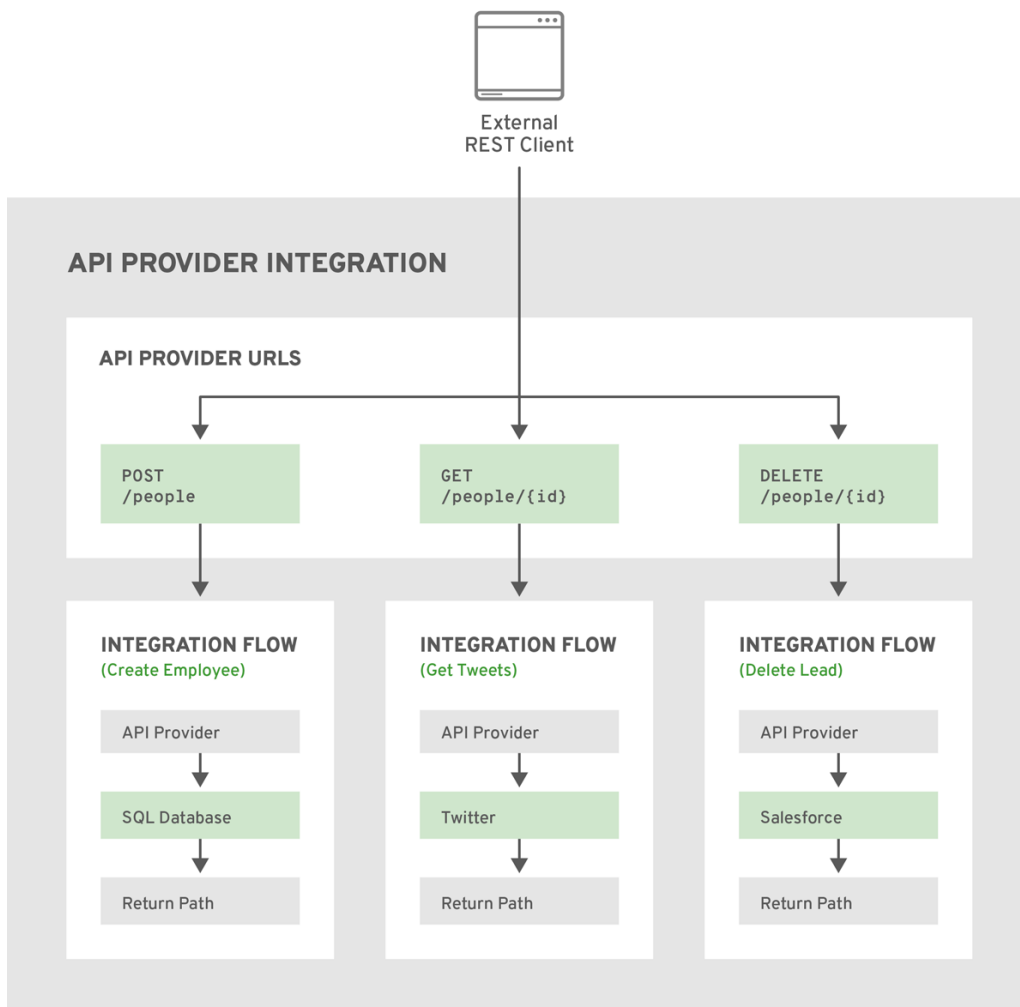 External
REST Client
API PROVIDER INTEGRATION
API PROVIDER URLS
POST
/people
GET
/people/{id}
DELETE
/people/{id}
INTEGRATION FLOW
(Create Employee)
API Provider
SQL Database
Return Path
INTEGRATION FLOW
(Get Tweets)
API Provider
Twitter
Return Path
INTEGRATION FLOW
(Delete Lead)
API Provider
Salesforce
Return Path